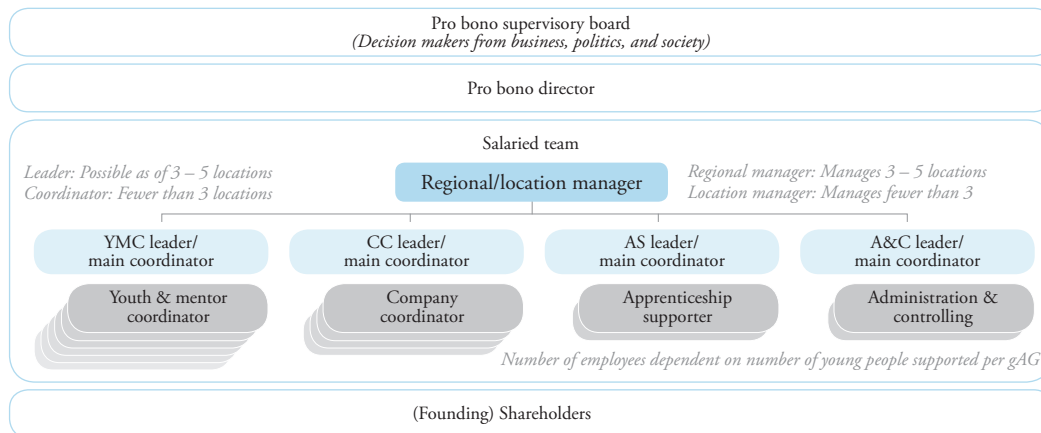 Pro bono supervisory board
(Decision makers from business, politics, and society)
Pro bono director
Salaried team
Leader: Possible as of 3 – 5 locations
Coordinator: Fewer than 3 locations
Regional/location manager
Regional manager: Manages 3 – 5 locations
Location manager: Manages fewer than 3
YMC leader/
main coordinator
CC leader/
main coordinator
AS leader/
main coordinator
A&C leader/
main coordinator
Youth & mentor
coordinator
Company
coordinator
Apprenticeship
supporter
Administration &
controlling
Number of employees dependent on number of young people supported per gAG
(Founding) Shareholders